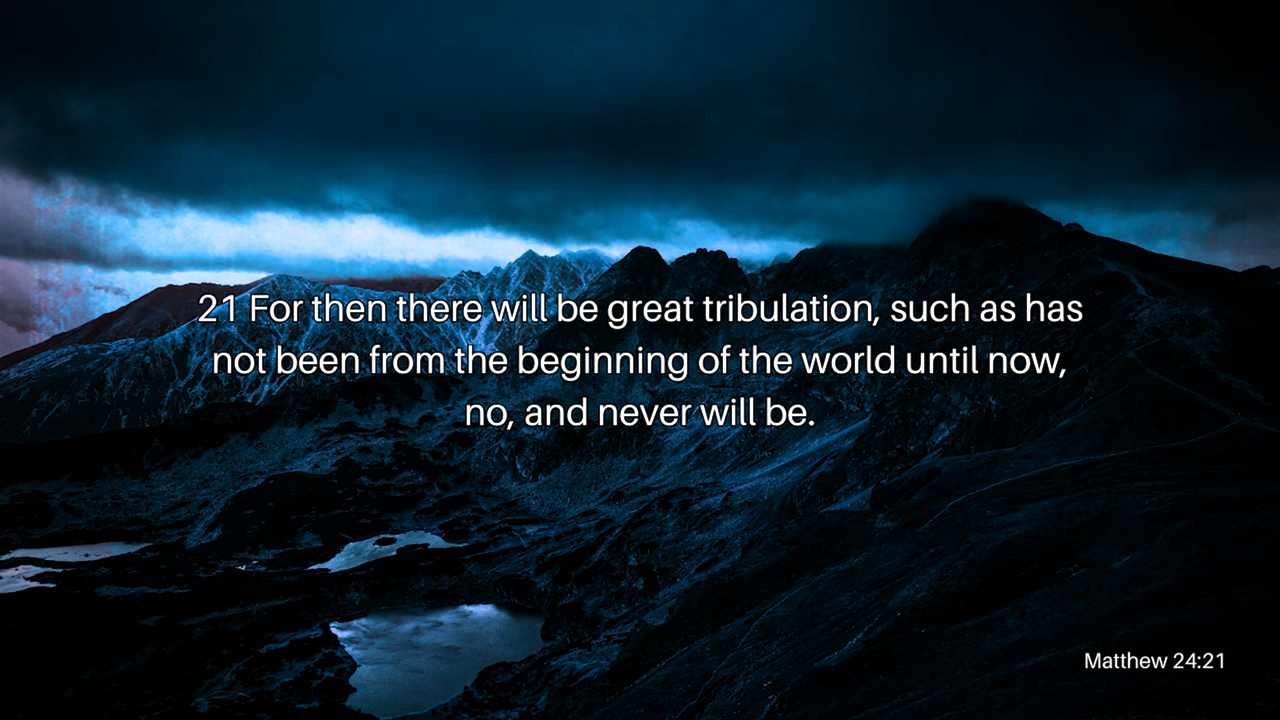 21 For then there will be great tribulation, such as has
not been from the beginning of the world until now,
no, and never will be.
Matthew 24:21